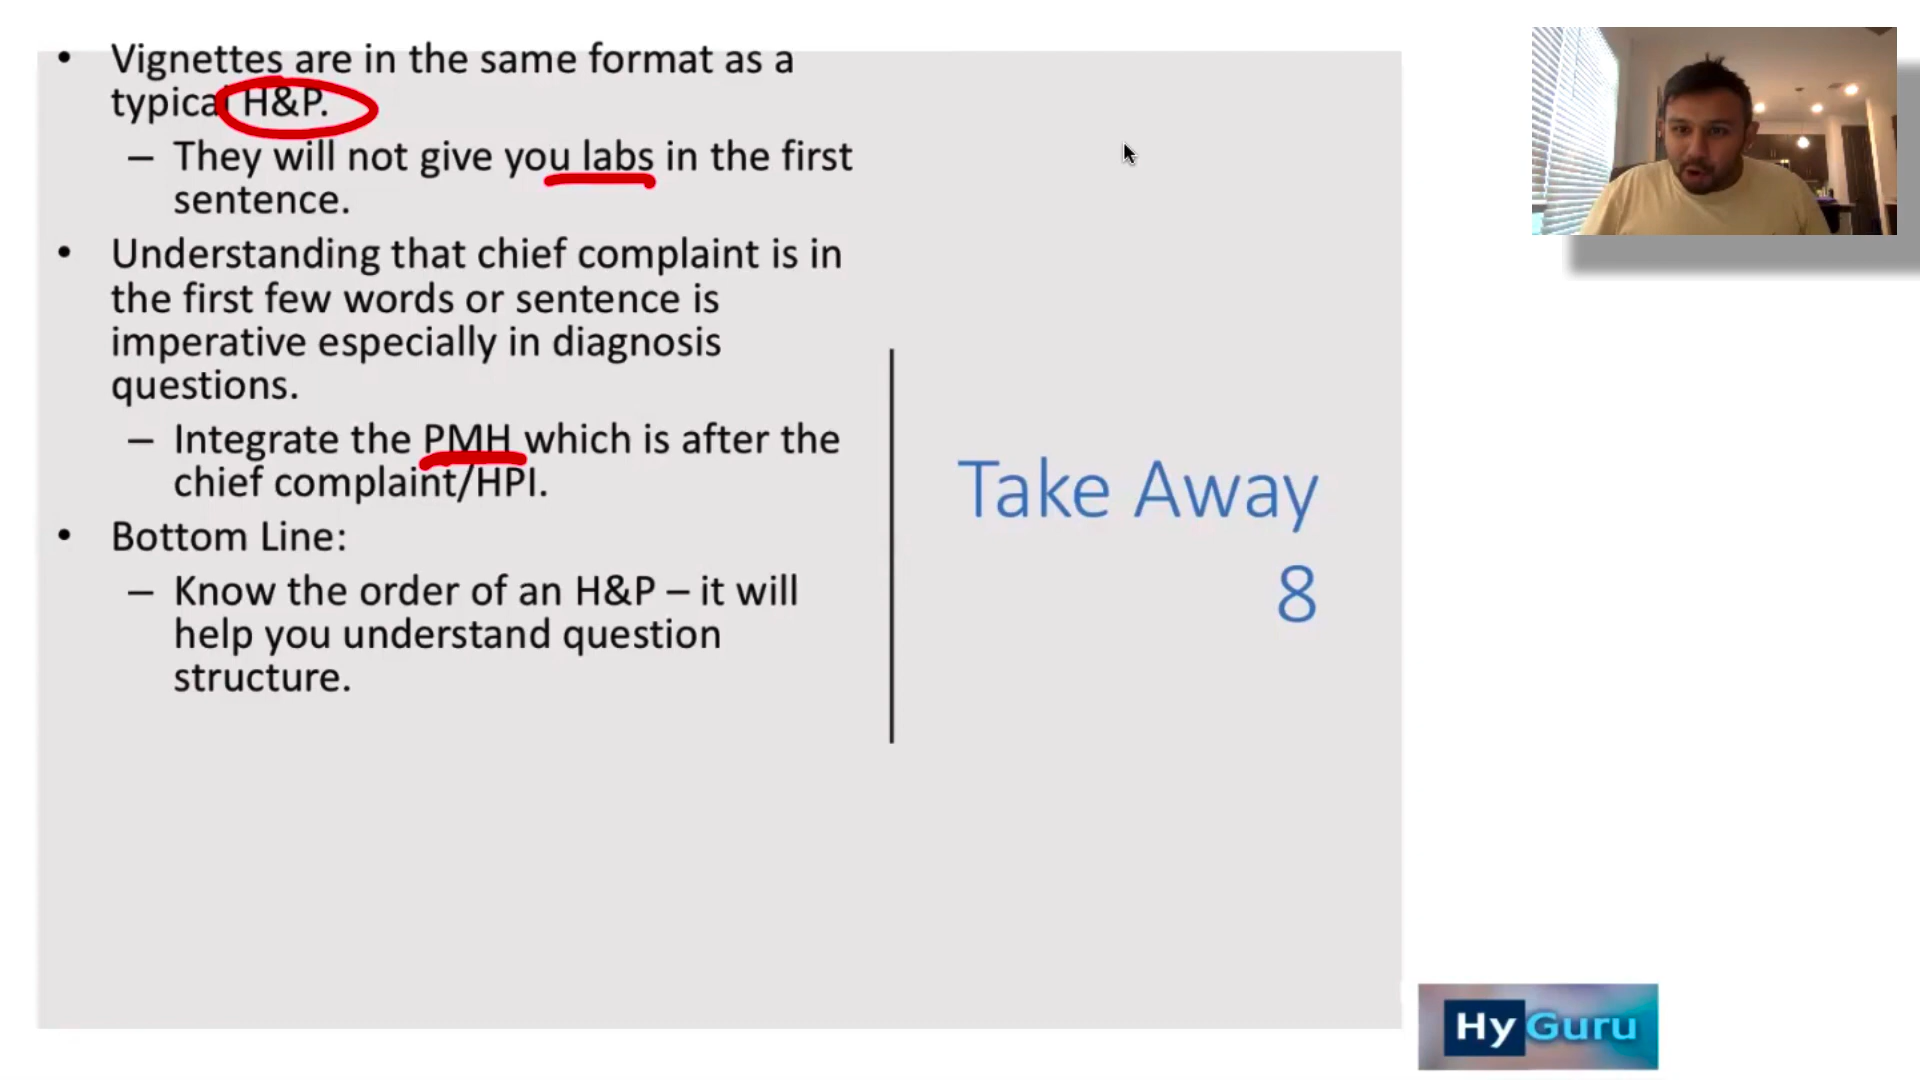 • Vignettes are in the same format as a
typical H&P.
– They will not give you labs in the first
sentence.
• Understanding that chief complaint is in
the first few words or sentence is
imperative especially in diagnosis
questions.
– Integrate the PMH which is after the
chief complaint/HPI.
• Bottom Line:
– Know the order of an H&P – it will
help you understand question
structure.
Take Away
8
HyGuru